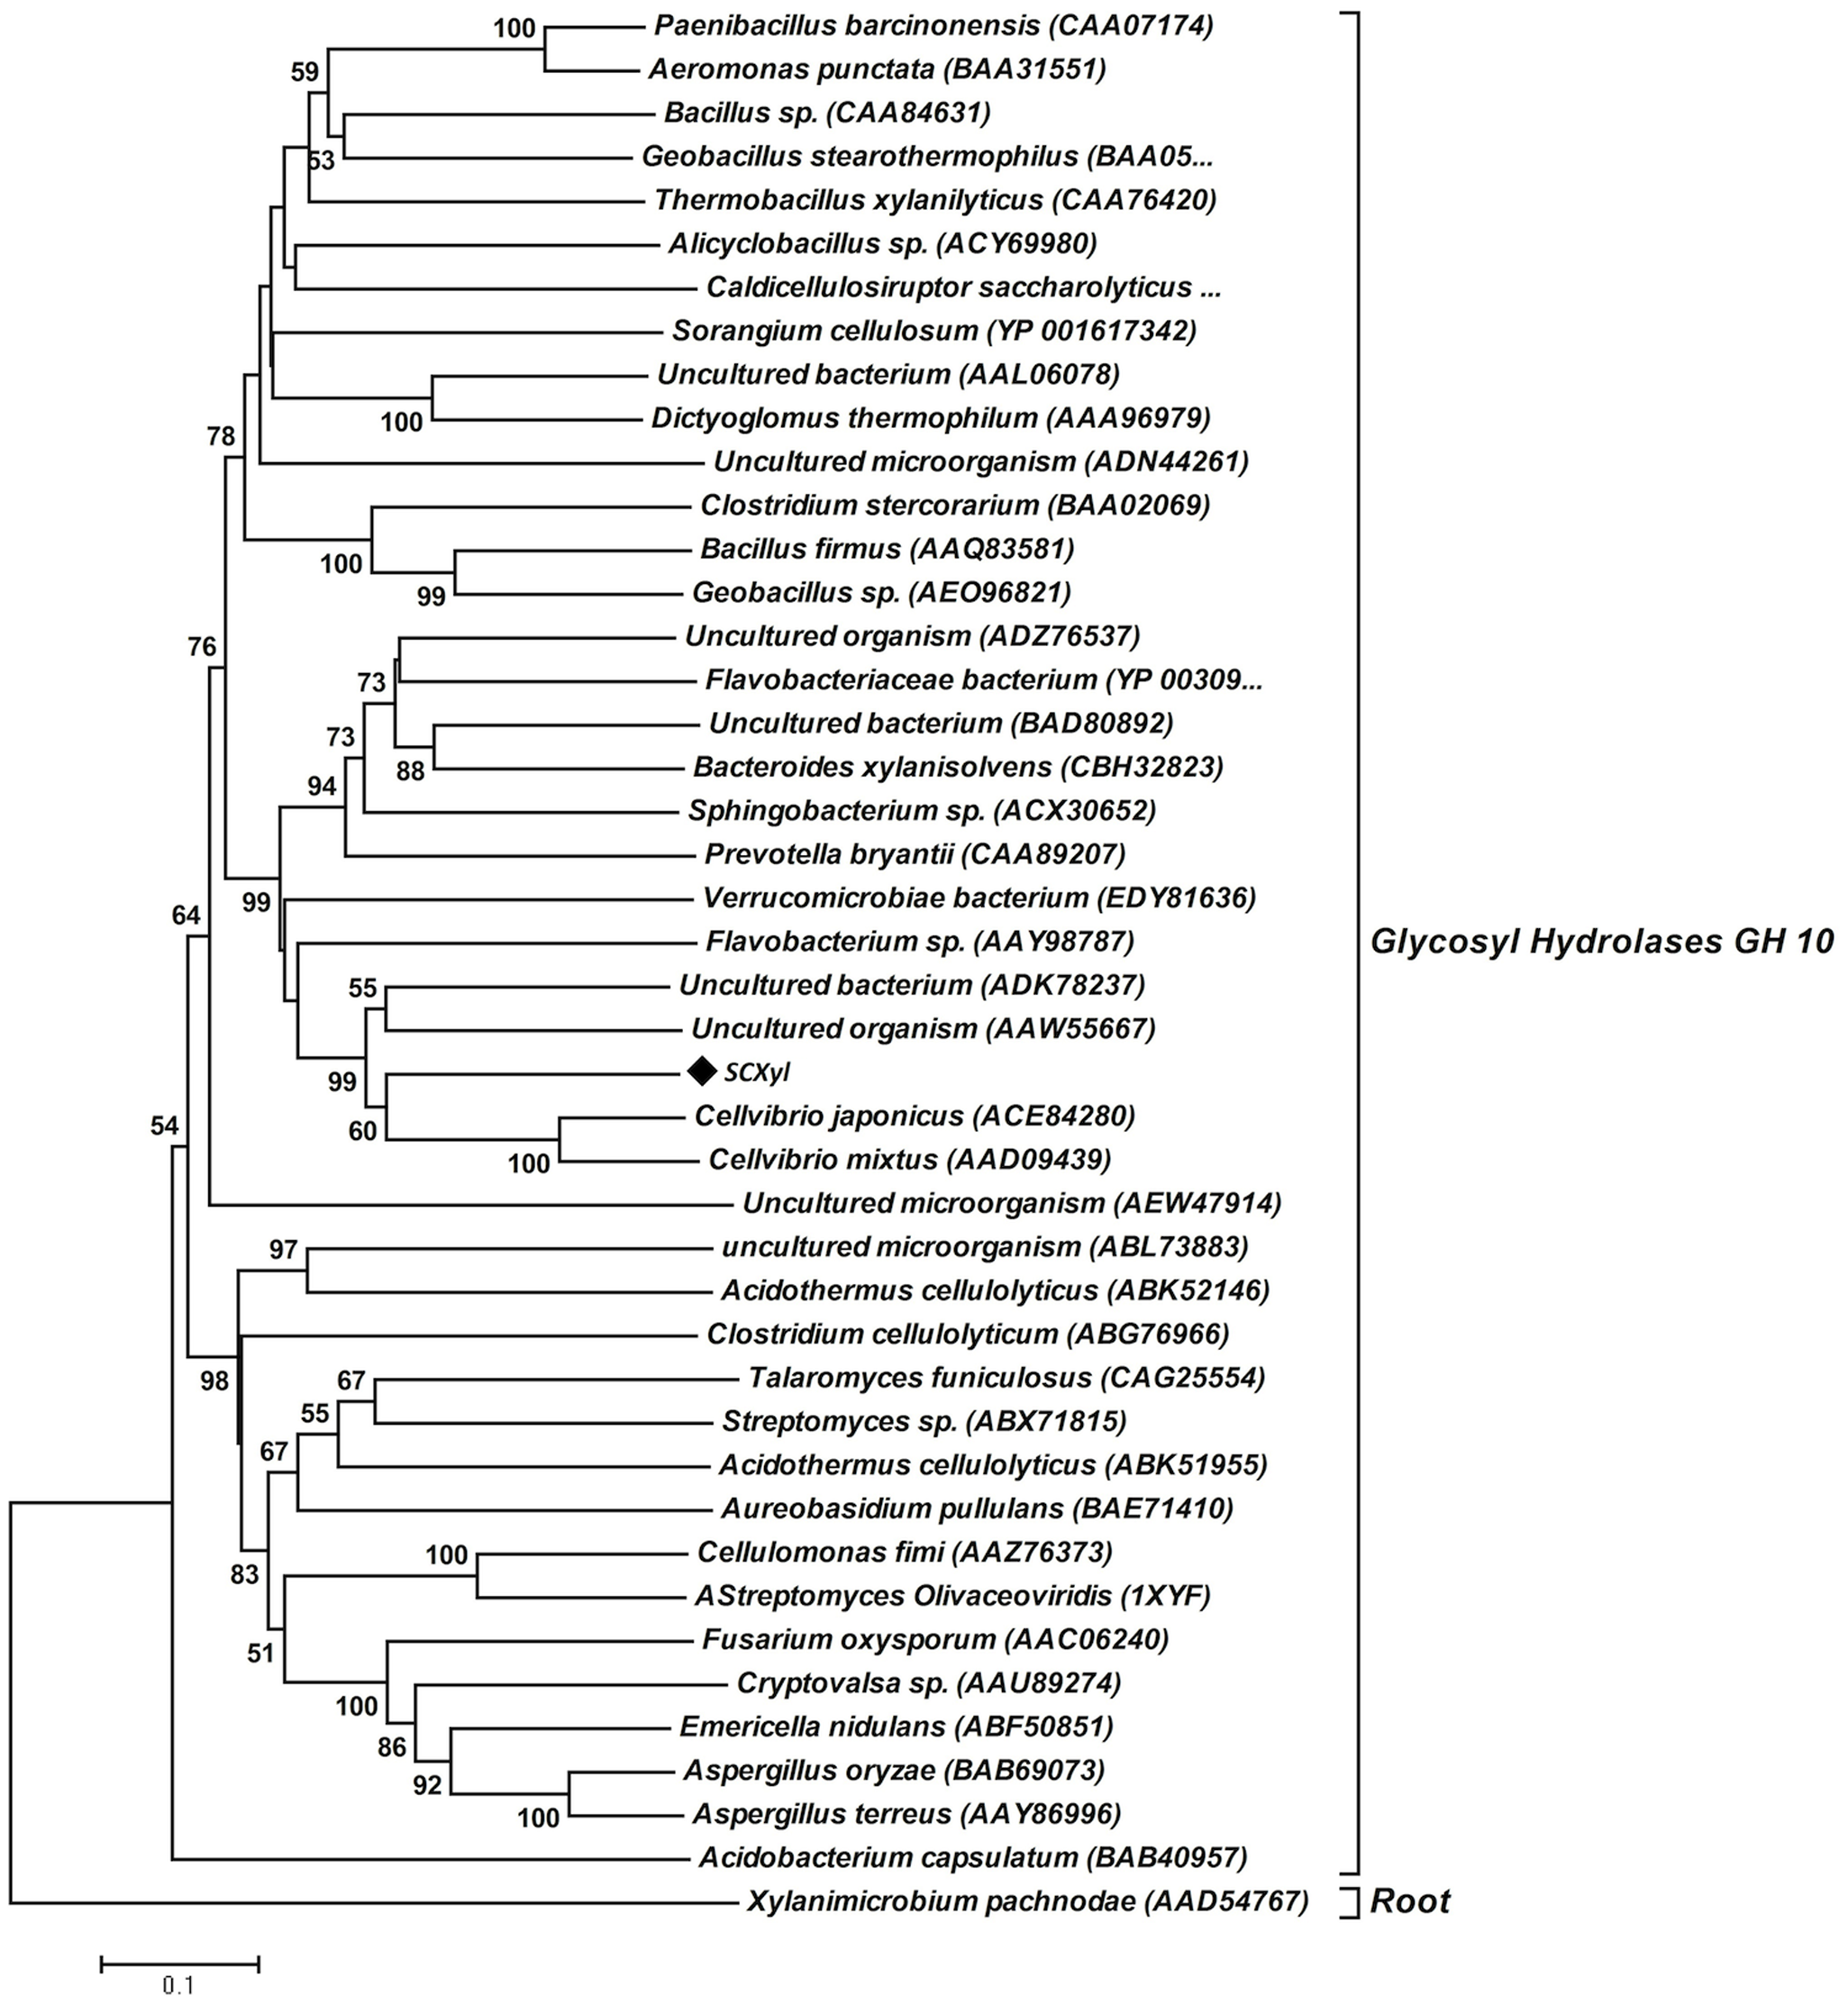 100
Paenibacillus barcinonensis (CAA07174)
59
Aeromonas punctata (BAA31551)
Bacillus sp. (CAA84631)
53
Geobacillus stearothermophilus (BAA05...
Thermobacillus xylanilyticus (CAA76420)
Alicyclobacillus sp. (ACY69980)
Caldicellulosiruptor saccharolyticus ...
Sorangium cellulosum (YP 001617342)
Uncultured bacterium (AAL06078)
100
Dictyoglomus thermophilum (AAA96979)
78
Uncultured microorganism (ADN44261)
Clostridium stercorarium (BAA02069)
100
Bacillus firmus (AAQ83581)
99
Geobacillus sp. (AEO96821)
76
Uncultured organism (ADZ76537)
73
Flavobacteriaceae bacterium (YP 00309...
73
Uncultured bacterium (BAD80892)
88
Bacteroides xylanisolvens (CBH32823)
94
Sphingobacterium sp. (ACX30652)
Prevotella bryantii (CAA89207)
99
Verrucomicrobiae bacterium (EDY81636)
64
Flavobacterium sp. (AAY98787)
Glycosyl Hydrolases GH 10
55
Uncultured bacterium (ADK78237)
Uncultured organism (AAW55667)
99
SCXyl
60
Cellvibrio japonicus (ACE84280)
54
100
Cellvibrio mixtus (AAD09439)
Uncultured microorganism (AEW47914)
97
uncultured microorganism (ABL73883)
Acidothermus cellulolyticus (ABK52146)
Clostridium cellulolyticum (ABG76966)
98
67
Talaromyces funiculosus (CAG25554)
55
Streptomyces sp. (ABX71815)
67
Acidothermus cellulolyticus (ABK51955)
Aureobasidium pullulans (BAE71410)
100
Cellulomonas fimi (AAZ76373)
83
AStreptomyces Olivaceoviridis (1XYF)
51
Fusarium oxysporum (AAC06240)
100
Cryptovalsa sp. (AAU89274)
86
Emericella nidulans (ABF50851)
92
Aspergillus oryzae (BAB69073)
100
Aspergillus terreus (AAY86996)
Acidobacterium capsulatum (BAB40957)
Xylanimicrobium pachnodae (AAD54767)
Root
0.1